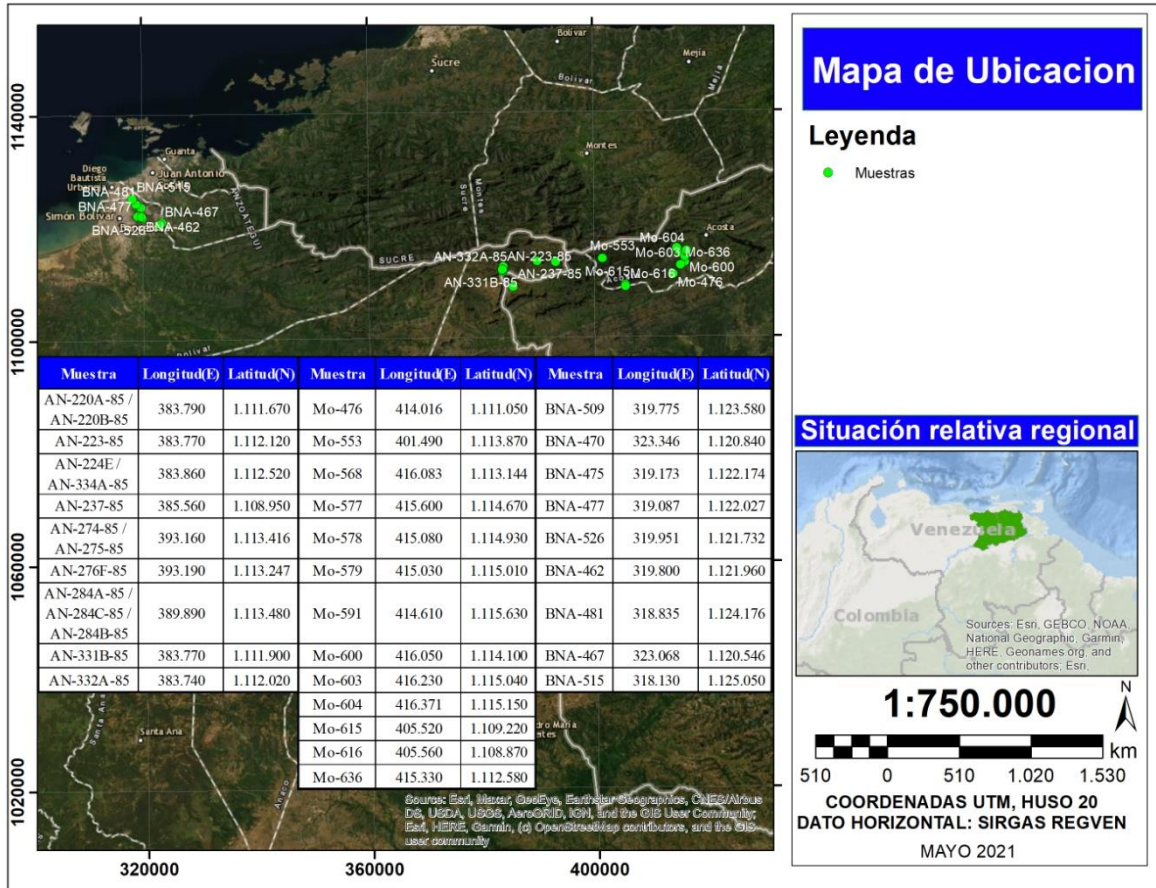 Mapa de Ubicacion
Leyenda
Muestras
Bolívar
Mejía
Sucre
Bolívar
Mejía
1140000
Montes
Guanta
Diego
Bautista
Juan Antonio
BNA-481
BNA-515
BNA-477
BNA-467
Simón Bolívar
BNA-526
BNA-462
ANZOATEGUI
Sucre
Montes
SUCRE
Acosta
Mo-604
Mo-553
Mo-603
Mo-636
AN-332A-85
AN-223-85
Mo-600
AN-237-85
Mo-615
Mo-616
AN-331B-85
Mo-476
1100000
Bolívar
Muestra Longitud(E) Latitud(N) Muestra Longitud(E) Latitud(N) Muestra Longitud(E) Latitud(N)
AN-220A-85 /
AN-220B-85 383.790 1.111.670 Mo-476 414.016 1.111.050 BNA-509 319.775 1.123.580
AN-223-85 383.770 1.112.120 Mo-553 401.490 1.113.870 BNA-470 323.346 1.120.840
AN-224E /
AN-334A-85 383.860 1.112.520 Mo-568 416.083 1.113.144 BNA-475 319.173 1.122.174
AN-237-85 385.560 1.108.950 Mo-577 415.600 1.114.670 BNA-477 319.087 1.122.027
AN-274-85 /
AN-275-85 393.160 1.113.416 Mo-578 415.080 1.114.930 BNA-526 319.951 1.121.732
AN-276F-85 393.190 1.113.247 Mo-579 415.030 1.115.010 BNA-462 319.800 1.121.960
AN-284A-85 /
AN-284C-85 /
AN-284B-85 389.890 1.113.480 Mo-591 414.610 1.115.630 BNA-481 318.835 1.124.176
AN-331B-85 383.770 1.111.900 Mo-600 416.050 1.114.100 BNA-467 323.068 1.120.546
AN-332A-85 383.740 1.112.020 Mo-603 416.230 1.115.040 BNA-515 318.130 1.125.050
Mo-604 416.371 1.115.150
Mo-615 405.520 1.109.220
Mo-616 405.560 1.108.870
Mo-636 415.330 1.112.580
1060000
Santa Ana
Santa Ana
Anaco
María
1020000
Source: Esri, Maxar, GeoEye, Earthstar Geographics, CNES/Airbus
DS, USDA, USGS, AeroGRID, IGN, and the GIS User Community;
Esri, HERE, Garmin, (c) OpenStreetMap contributors, and the GIS
user community
320000
360000
400000
Situación relativa regional
Venezuela
Colombia
Sources: Esri, GEBCO, NOAA,
National Geographic, Garmin,
HERE, Geonames.org, and
other contributors; Esri,
1:750.000
N
km
510 0 510 1.020 1.530
COORDENADAS UTM, HUSO 20
DATO HORIZONTAL: SIRGAS REGVEN
MAYO 2021